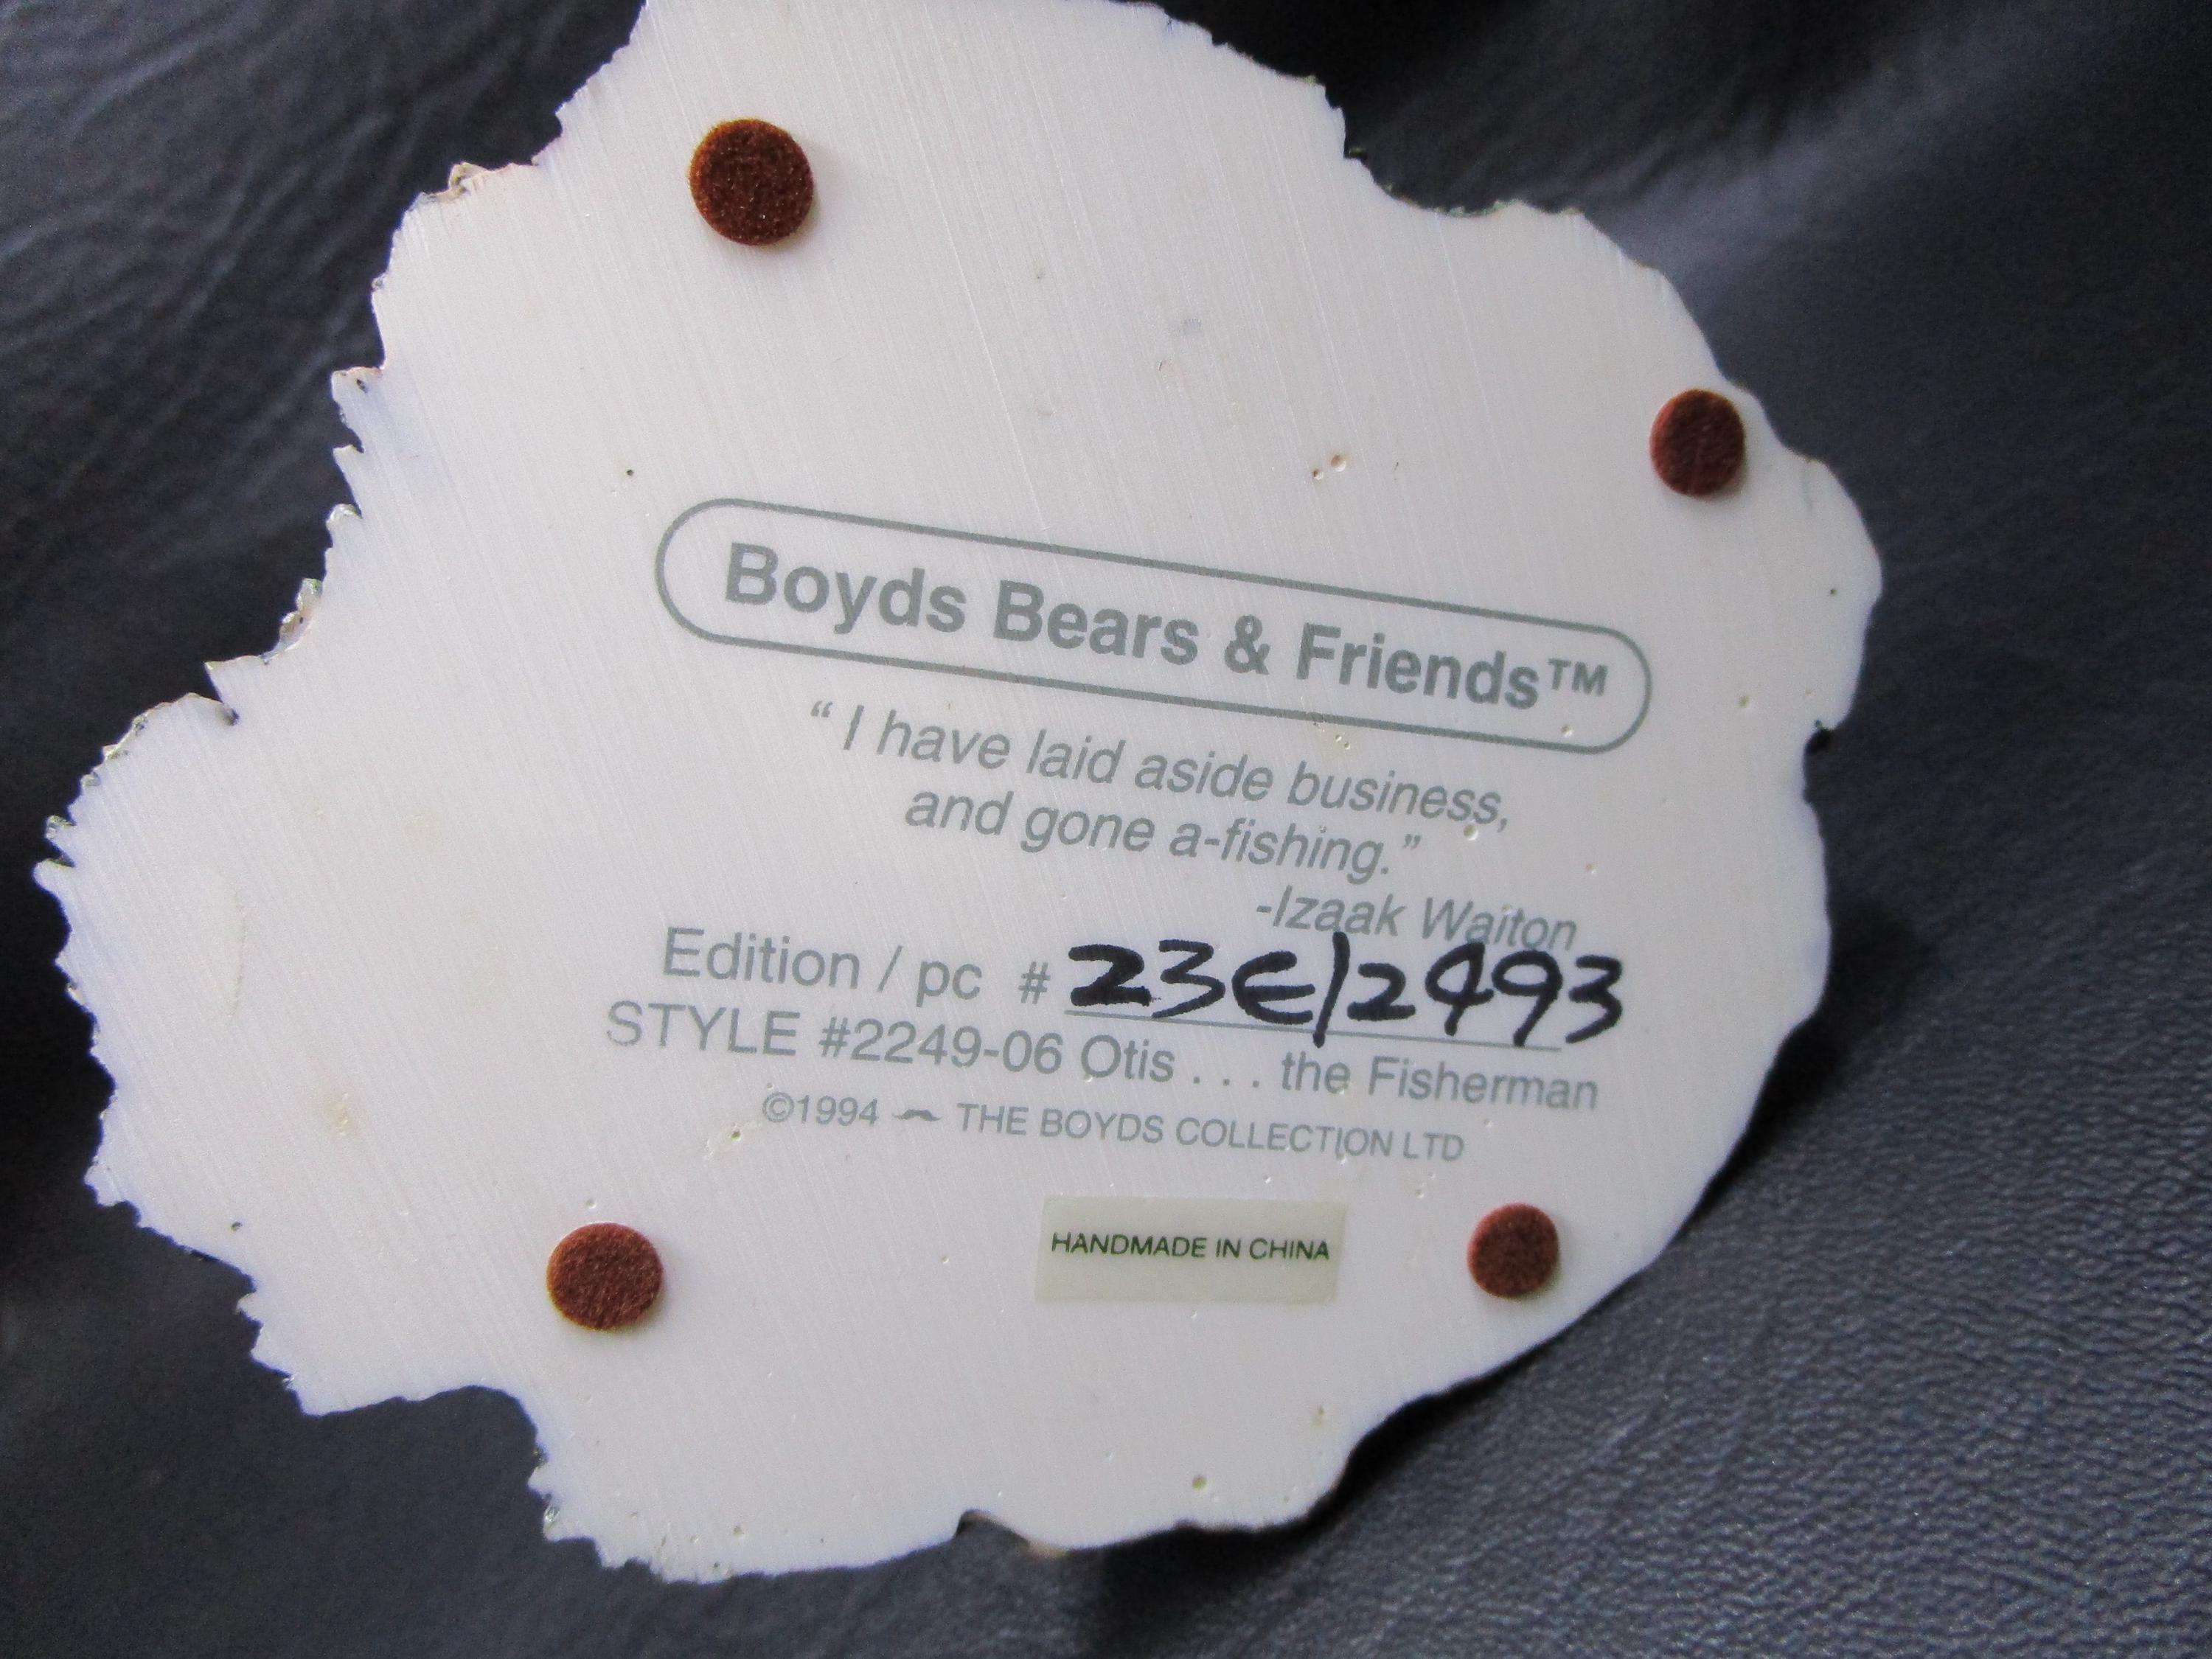 Boyds Bears & Friends™
“ I have laid aside business,
and gone a-fishing.”
-Izaak Walton
Edition / pc # 23E/2493
STYLE #2249-06 Otis . . . the Fisherman
©1994 ~ THE BOYDS COLLECTION LTD
HANDMADE IN CHINA